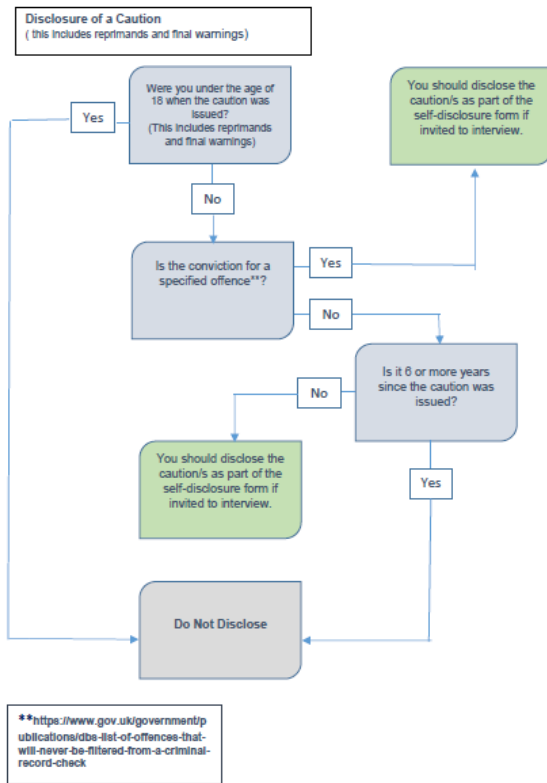 Disclosure of a Caution
( this includes reprimands and final warnings)
Were you under the age of
18 when the caution was
issued?
(This includes reprimands
and final warnings)
Yes
You should disclose the
caution/s as part of the
self-disclosure form if
invited to interview.
No
Is the conviction for a
specified offence**?
Yes
No
Is it 6 or more years
since the caution was
issued?
No
You should disclose the
caution/s as part of the
self-disclosure form if
invited to interview.
Yes
Do Not Disclose
**https://www.gov.uk/government/p
ublications/dbs-list-of-offences-that-
will-never-be-filtered-from-a-criminal-
record-check